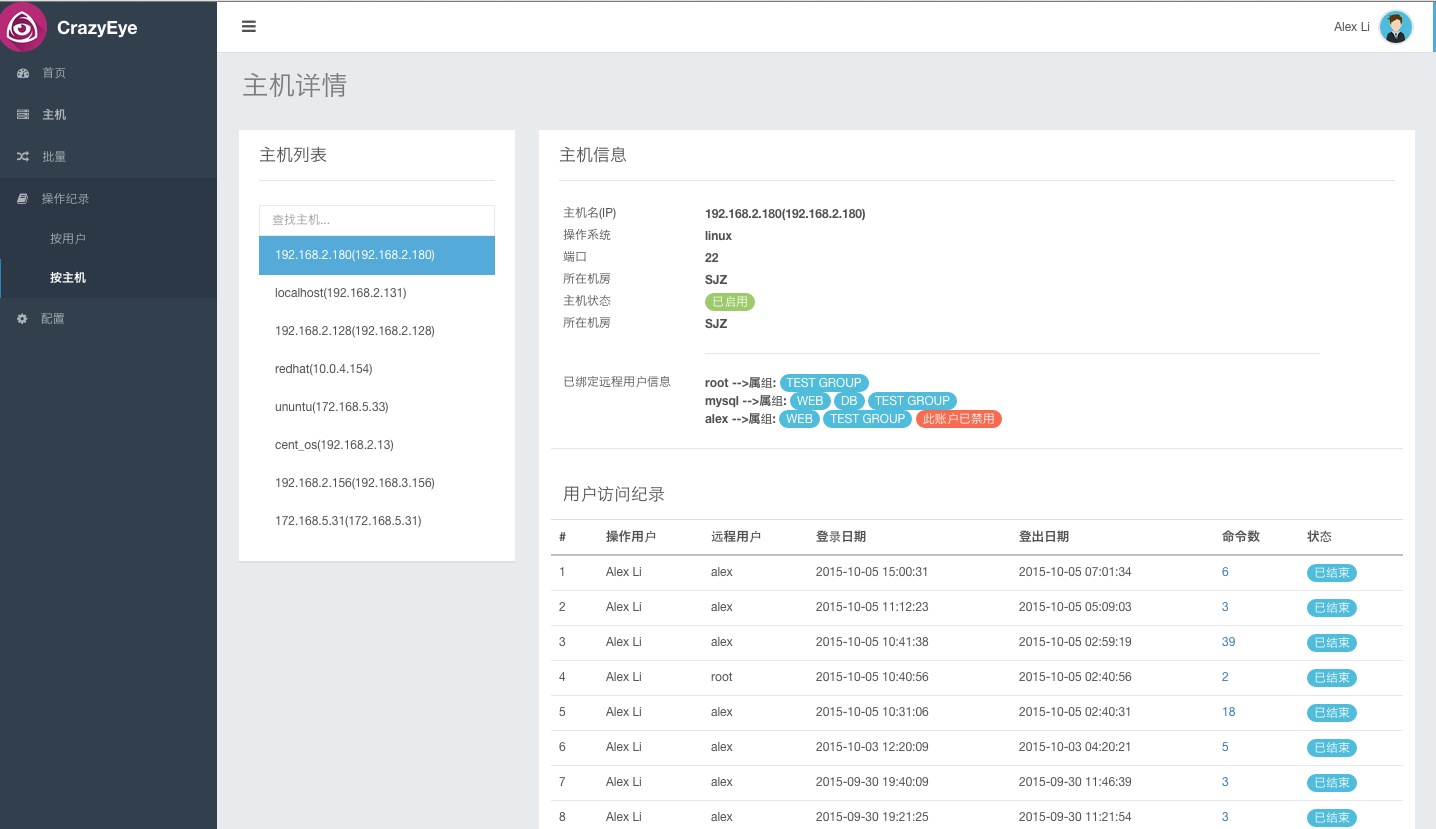 CrazyEye
Alex Li
首页
主机
批量
操作纪录
按用户
按主机
配置
主机详情
主机列表
查找主机...
192.168.2.180(192.168.2.180)
localhost(192.168.2.131)
192.168.2.128(192.168.2.128)
redhat(10.0.4.154)
ununtu(172.168.5.33)
cent_os(192.168.2.13)
192.168.2.156(192.168.3.156)
172.168.5.31(172.168.5.31)
主机信息
主机名(IP) 192.168.2.180(192.168.2.180)
操作系统 linux
端口 22
所在机房 SJZ
主机状态 已启用
所在机房 SJZ
已绑定远程用户信息 root -->属组: TEST GROUP
mysql -->属组: WEB DB TEST GROUP
alex -->属组: WEB TEST GROUP 此账户已禁用
用户访问纪录
# 操作用户 远程用户 登录日期 登出日期 命令数 状态
1 Alex Li alex 2015-10-05 15:00:31 2015-10-05 07:01:34 6 已结束
2 Alex Li alex 2015-10-05 11:12:23 2015-10-05 05:09:03 3 已结束
3 Alex Li alex 2015-10-05 10:41:38 2015-10-05 02:59:19 39 已结束
4 Alex Li root 2015-10-05 10:40:56 2015-10-05 02:40:56 2 已结束
5 Alex Li alex 2015-10-05 10:31:06 2015-10-05 02:40:31 18 已结束
6 Alex Li alex 2015-10-03 12:20:09 2015-10-03 04:20:21 5 已结束
7 Alex Li alex 2015-09-30 19:40:09 2015-09-30 11:46:39 3 已结束
8 Alex Li alex 2015-09-30 19:21:25 2015-09-30 11:21:54 3 已结束